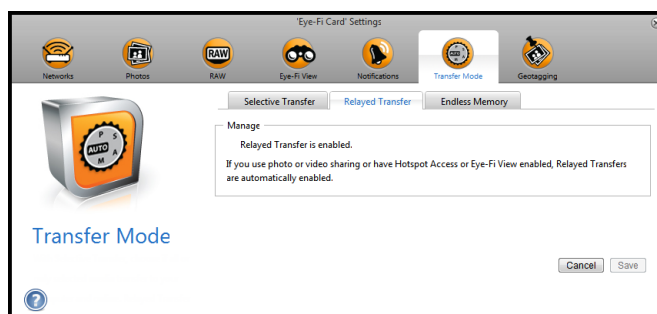 'Eye-Fi Card' Settings
RAW
Networks Photos RAW Eye-Fi View Notifications Transfer Mode Geotagging
Selective Transfer Relayed Transfer Endless Memory
Manage
Relayed Transfer is enabled.
If you use photo or video sharing or have Hotspot Access or Eye-Fi View enabled, Relayed Transfers
are automatically enabled.
P S
AUTO A
M
Transfer Mode
Cancel Save
?